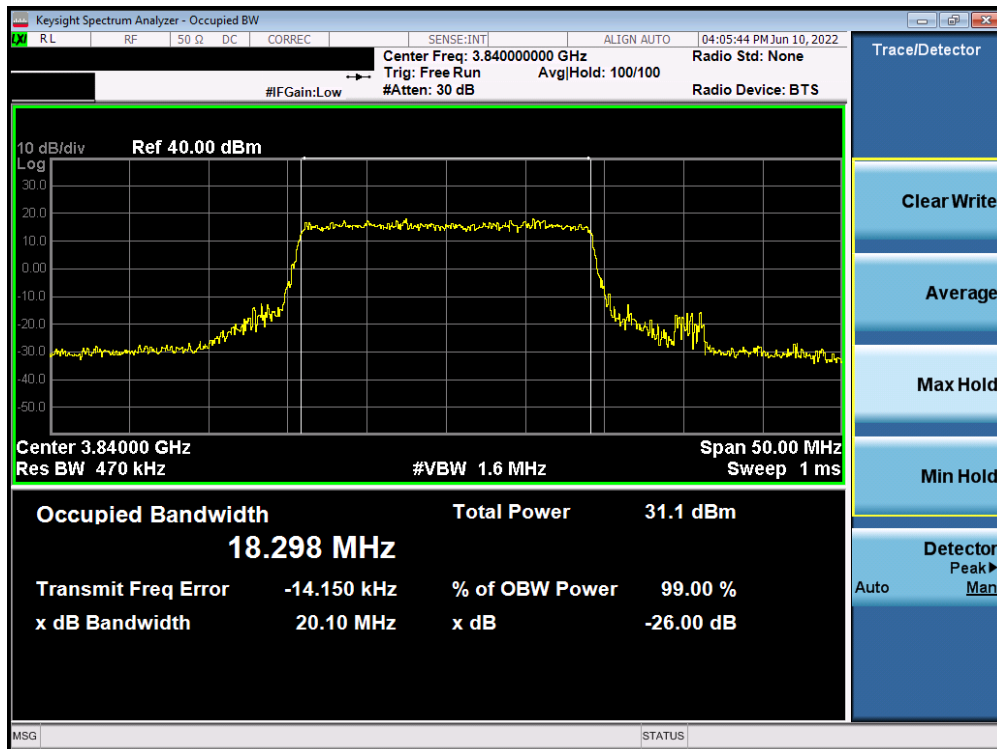 Keysight Spectrum Analyzer - Occupied BW
LXI RL RF 50 Ω DC CORREC SENSE:INT ALIGN AUTO 04:05:44 PM Jun 10, 2022
Center Freq: 3.840000000 GHz Radio Std: None
Trig: Free Run Avg|Hold: 100/100
#IFGain:Low #Atten: 30 dB Radio Device: BTS
Trace/Detector
10 dB/div Ref 40.00 dBm
Log
30.0
20.0
10.0
0.00
-10.0
-20.0
-30.0
-40.0
-50.0
Center 3.84000 GHz Span 50.00 MHz
Res BW 470 kHz #VBW 1.6 MHz Sweep 1 ms
Occupied Bandwidth Total Power 31.1 dBm
18.298 MHz
Transmit Freq Error -14.150 kHz % of OBW Power 99.00 %
x dB Bandwidth 20.10 MHz x dB -26.00 dB
Clear Write
Average
Max Hold
Min Hold
Detector
Peak▶
Auto Man
MSG STATUS